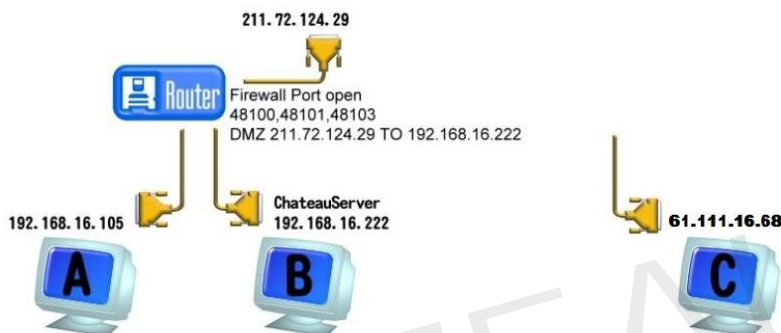 211.72.124.29
Router
Firewall Port open
48100,48101,48103
DMZ 211.72.124.29 TO 192.168.16.222
192.168.16.105
ChateauServer
192.168.16.222
61.111.16.68
A
B
C